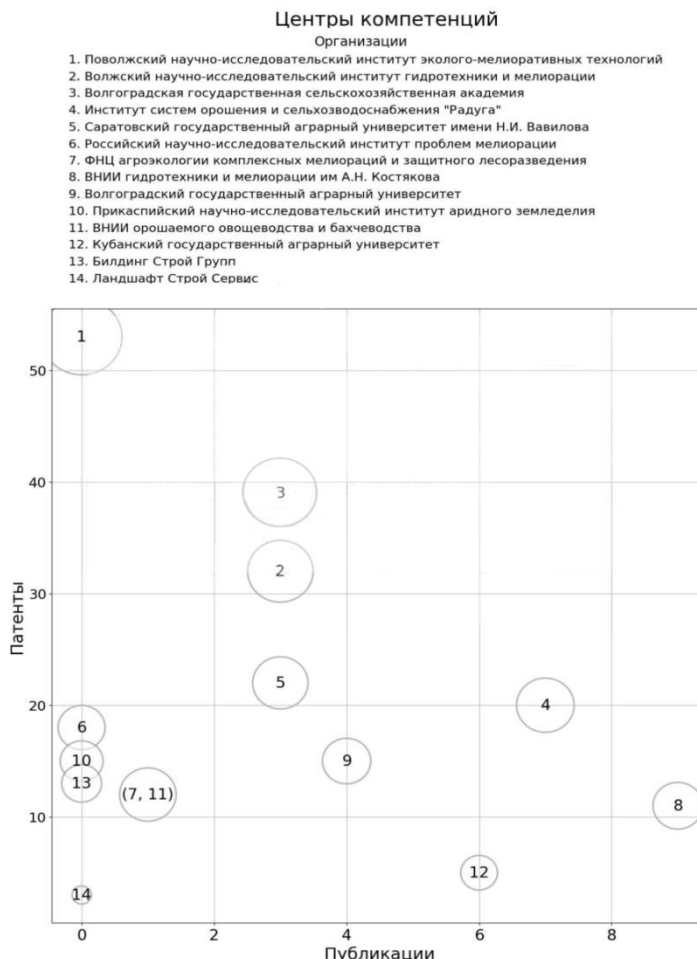 Центры компетенций
Организации
1. Поволжский научно-исследовательский институт эколого-мелиоративных технологий
2. Волжский научно-исследовательский институт гидротехники и мелиорации
3. Волгоградская государственная сельскохозяйственная академия
4. Институт систем орошения и сельхозводоснабжения "Радуга"
5. Саратовский государственный аграрный университет имени Н.И. Вавилова
6. Российский научно-исследовательский институт проблем мелиорации
7. ФНЦ агроэкологии комплексных мелиораций и защитного лесоразведения
8. ВНИИ гидротехники и мелиорации им А.Н. Костякова
9. Волгоградский государственный аграрный университет
10. Прикаспийский научно-исследовательский институт аридного земледелия
11. ВНИИ орошаемого овощеводства и бахчеводства
12. Кубанский государственный аграрный университет
13. Билдинг Строй Групп
14. Ландшафт Строй Сервис
1
50
40
3
2
30
Патенты
5
20
4
6
10
9
13
(7, 11)
8
10
12
14
0
2
4
6
8
Публикации